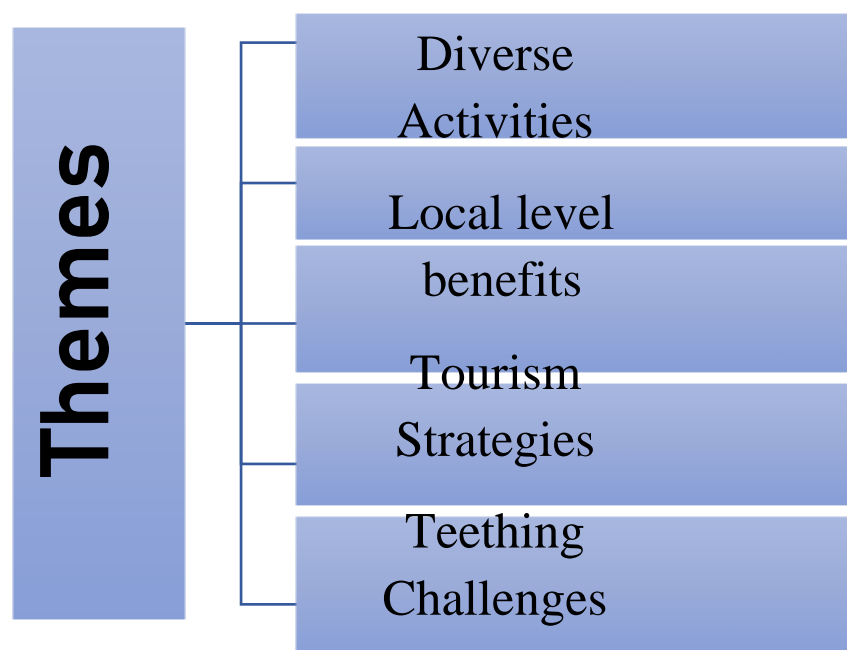 Themes
Diverse
Activities
Local level
benefits
Tourism
Strategies
Teething
Challenges